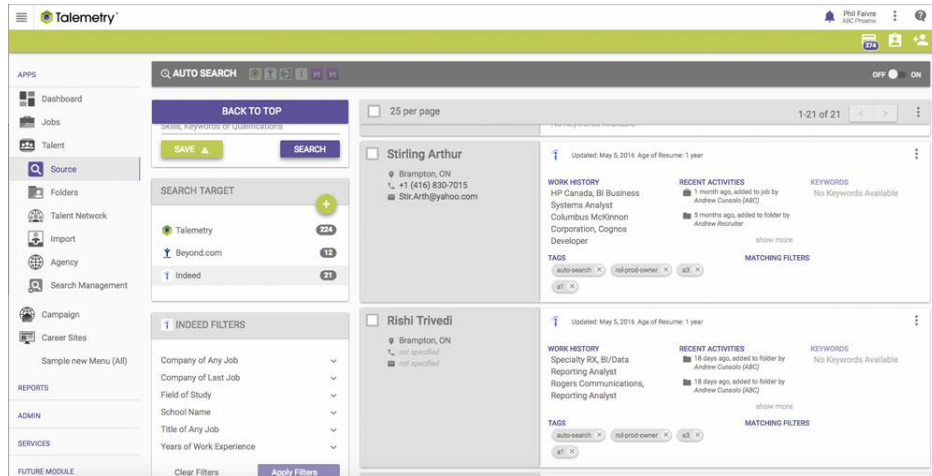 Talemetry
Phil Faivre
ABC Phoenix
274
APPS
Dashboard
Jobs
Talent
Source
Folders
Talent Network
Import
Agency
Search Management
Campaign
Career Sites
Sample new Menu (All)
REPORTS
ADMIN
SERVICES
FUTURE MODULE
AUTO SEARCH
OFF ON
BACK TO TOP
Skills, Keywords or Qualifications
SAVE
SEARCH
SEARCH TARGET
Talemetry 224
Beyond.com 12
Indeed 21
INDEED FILTERS
Company of Any Job
Company of Last Job
Field of Study
School Name
Title of Any Job
Years of Work Experience
Clear Filters Apply Filters
25 per page
1-21 of 21
Stirling Arthur
Brampton, ON
+1 (416) 830-7015
Stir.Arth@yahoo.com
Updated: May 5, 2016 Age of Resume: 1 year
WORK HISTORY
HP Canada, BI Business
Systems Analyst
Columbus McKinnon
Corporation, Cognos
Developer
RECENT ACTIVITIES
1 month ago, added to job by
Andrew Cunsolo (ABC)
5 months ago, added to folder by
Andrew Recruiter
show more
KEYWORDS
No Keywords Available
TAGS
auto-search × rol-prod-owner × a3 ×
a1 ×
MATCHING FILTERS
Rishi Trivedi
Brampton, ON
not specified
not specified
Updated: May 5, 2016 Age of Resume: 1 year
WORK HISTORY
Specialty RX, BI/Data
Reporting Analyst
Rogers Communications,
Reporting Analyst
RECENT ACTIVITIES
18 days ago, added to folder by
Andrew Cunsolo (ABC)
18 days ago, added to folder by
Andrew Cunsolo (ABC)
show more
KEYWORDS
No Keywords Available
TAGS
auto-search × rol-prod-owner × a3 ×
a1 ×
MATCHING FILTERS